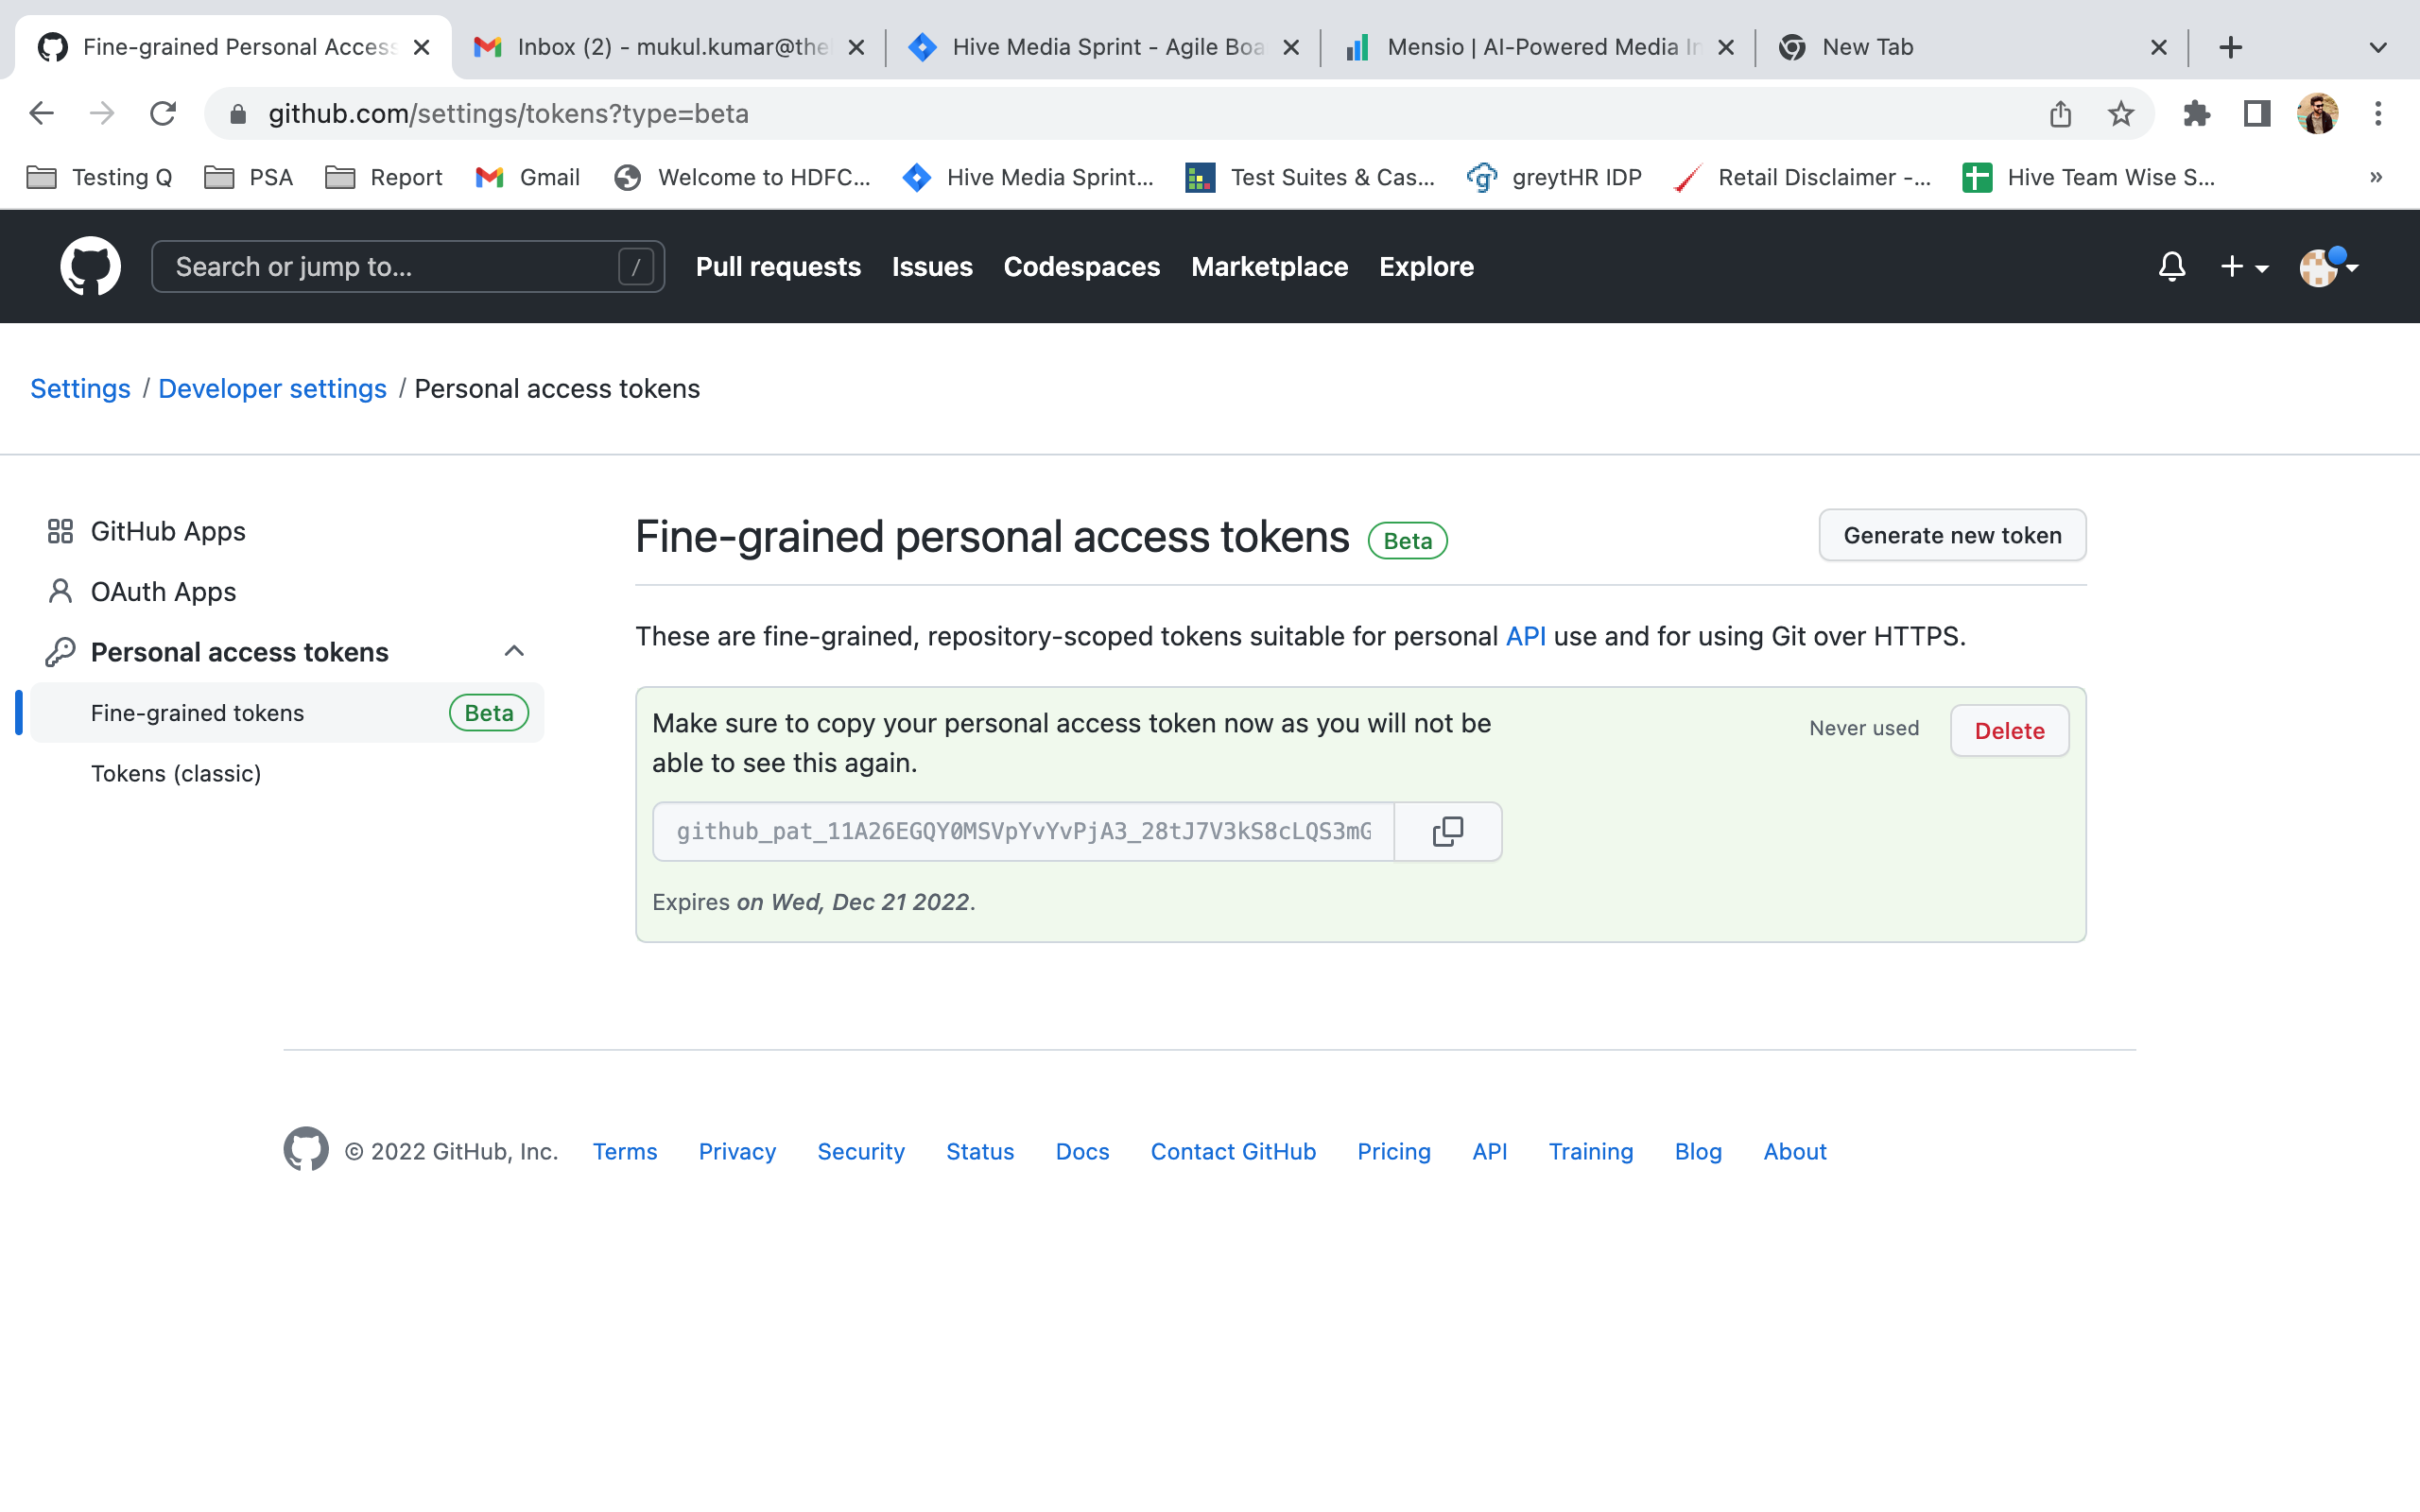 Fine-grained Personal Access
Inbox (2) - mukul.kumar@the
Hive Media Sprint - Agile Boa
Mensio | AI-Powered Media In
New Tab
github.com/settings/tokens?type=beta
Testing Q
PSA
Report
Gmail
Welcome to HDFC...
Hive Media Sprint...
Test Suites & Cas...
greytHR IDP
Retail Disclaimer -...
Hive Team Wise S...
»
Search or jump to...
/
Pull requests
Issues
Codespaces
Marketplace
Explore
Settings / Developer settings / Personal access tokens
GitHub Apps
OAuth Apps
Personal access tokens
Fine-grained tokens Beta
Tokens (classic)
Fine-grained personal access tokens Beta
Generate new token
These are fine-grained, repository-scoped tokens suitable for personal API use and for using Git over HTTPS.
Make sure to copy your personal access token now as you will not be
able to see this again.
Never used
Delete
github_pat_11A26EGQY0MSVpYvYvPjA3_28tJ7V3kS8cLQS3mG
Expires on Wed, Dec 21 2022.
© 2022 GitHub, Inc.
Terms
Privacy
Security
Status
Docs
Contact GitHub
Pricing
API
Training
Blog
About